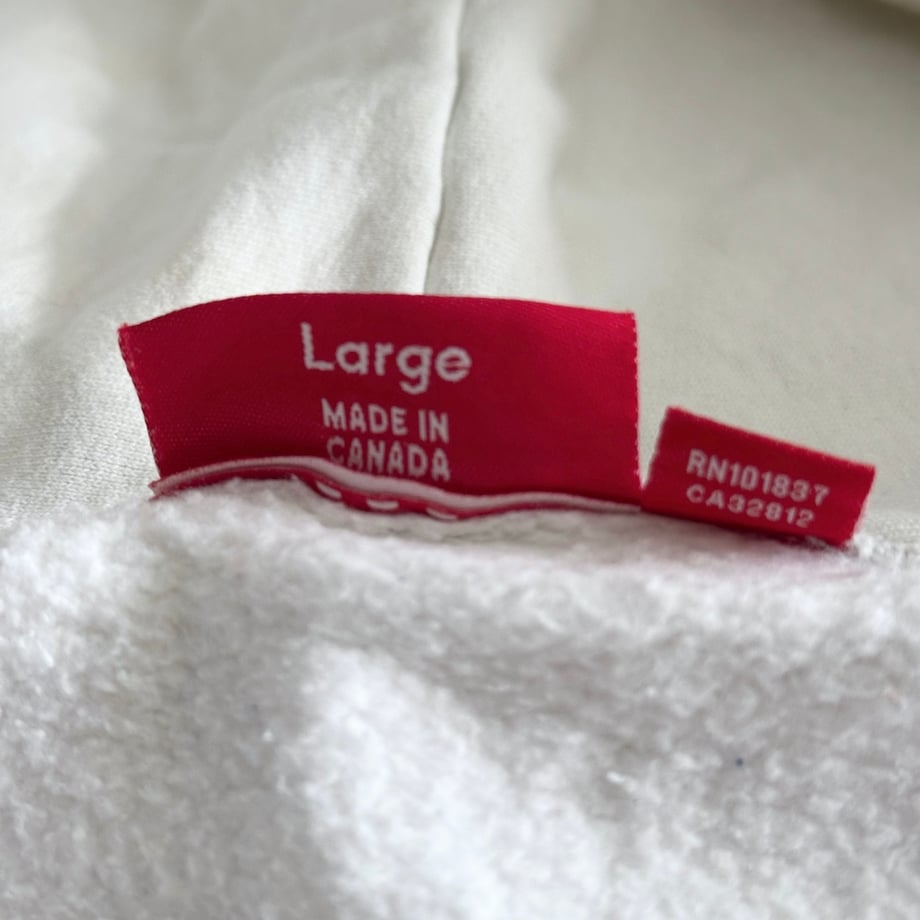 Large
MADE IN
CANADA
RN101837
CA32812